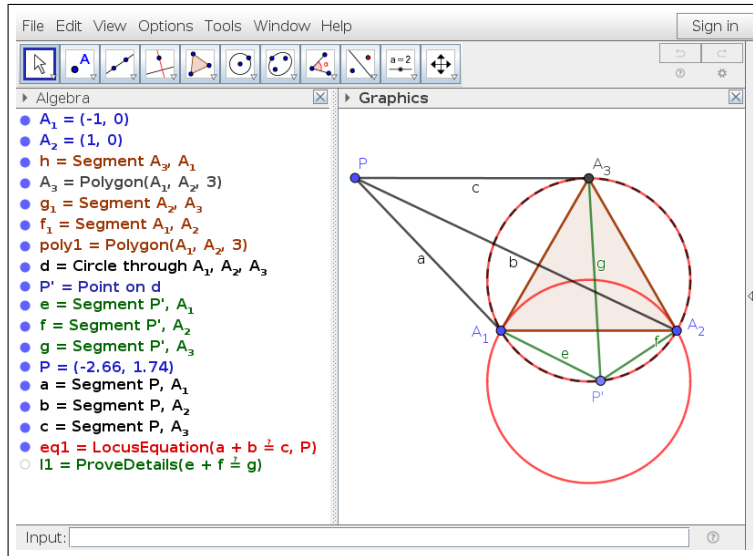 File Edit View Options Tools Window Help
Sign in
A
α
a=2
Algebra
Graphics
A₁ = (-1, 0)
A₂ = (1, 0)
h = Segment A₃, A₁
A₃ = Polygon(A₁, A₂, 3)
g₁ = Segment A₂, A₃
f₁ = Segment A₁, A₂
poly1 = Polygon(A₁, A₂, 3)
d = Circle through A₁, A₂, A₃
P' = Point on d
e = Segment P', A₁
f = Segment P', A₂
g = Segment P', A₃
P = (-2.66, 1.74)
a = Segment P, A₁
b = Segment P, A₂
c = Segment P, A₃
eq1 = LocusEquation(a + b ≟ c, P)
l1 = ProveDetails(e + f ≟ g)
P
A₃
c
a
b
g
A₁
A₂
e
f
P'
Input: